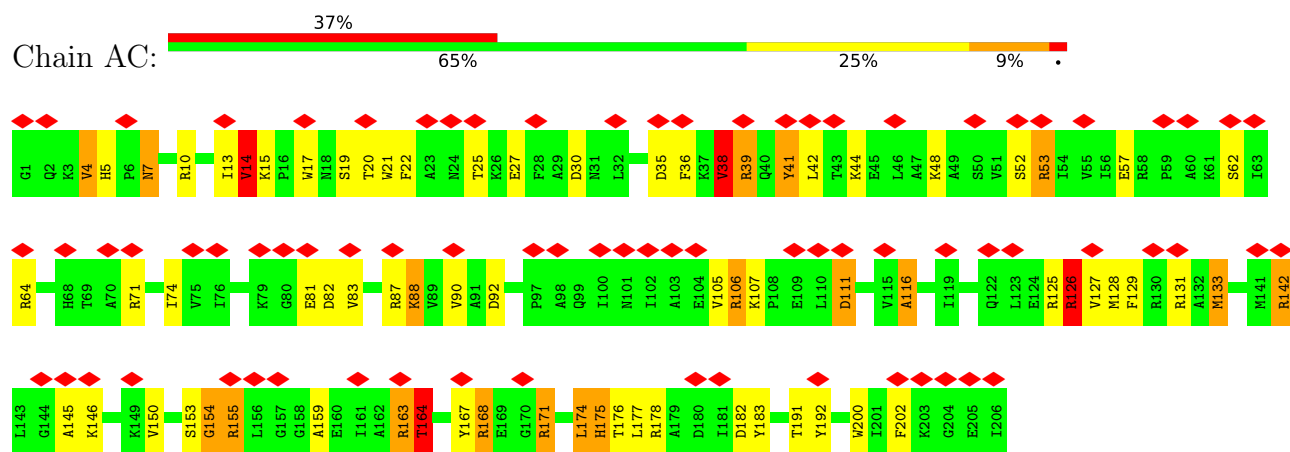 37%
Chain AC:
65% 25% 9% •
G1 Q2 K3 V4 H5 P6 N7 R10 I13 V14 K15 P16 W17 N18 S19 T20 W21 F22 A23 N24 T25 K26 E27 F28 A29 D30 N31 L32 D35 F36 K37 V38 R39 Q40 Y41 L42 T43 K44 E45 L46 A47 K48 A49 S50 V51 S52 R53 I54 V55 I56 E57 R58 P59 A60 K61 S62 I63
R64 H68 T69 A70 R71 I74 V75 I76 K79 G80 E81 D82 V83 R87 K88 V89 V90 A91 D92 P97 A98 Q99 I100 N101 I102 A103 E104 V105 R106 K107 P108 E109 L110 D111 V115 A116 I119 Q122 L123 E124 R125 R126 V127 M128 F129 R130 R131 A132 M133 M141 R142
L143 G144 A145 K146 K149 V150 S153 G154 R155 L156 G157 G158 A159 E160 I161 A162 R163 T164 Y167 R168 E169 G170 R171 L174 H175 T176 L177 R178 A179 D180 I181 D182 Y183 T191 Y192 W200 I201 F202 K203 G204 E205 I206